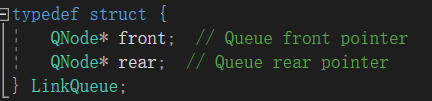 typedef struct {
QNode* front; // Queue front pointer
QNode* rear; // Queue rear pointer
} LinkQueue;